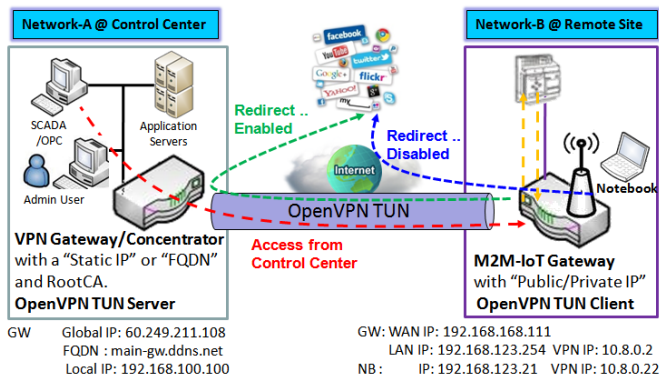 Network-A @ Control Center
Network-B @ Remote Site
facebook
YouTube
twitter
Google+
flickr
YAHOO!
my
SCADA
/OPC
Application
Servers
Admin User
Redirect ..
Enabled
Redirect ..
Disabled
Internet
Notebook
OpenVPN TUN
Access from
Control Center
VPN Gateway/Concentrator
with a “Static IP” or “FQDN”
and RootCA.
OpenVPN TUN Server
M2M-IoT Gateway
with “Public/Private IP”
OpenVPN TUN Client
GW Global IP: 60.249.211.108
FQDN : main-gw.ddns.net
Local IP: 192.168.100.100
GW: WAN IP: 192.168.168.111
LAN IP: 192.168.123.254 VPN IP: 10.8.0.2
NB : IP: 192.168.123.21 VPN IP: 10.8.0.22